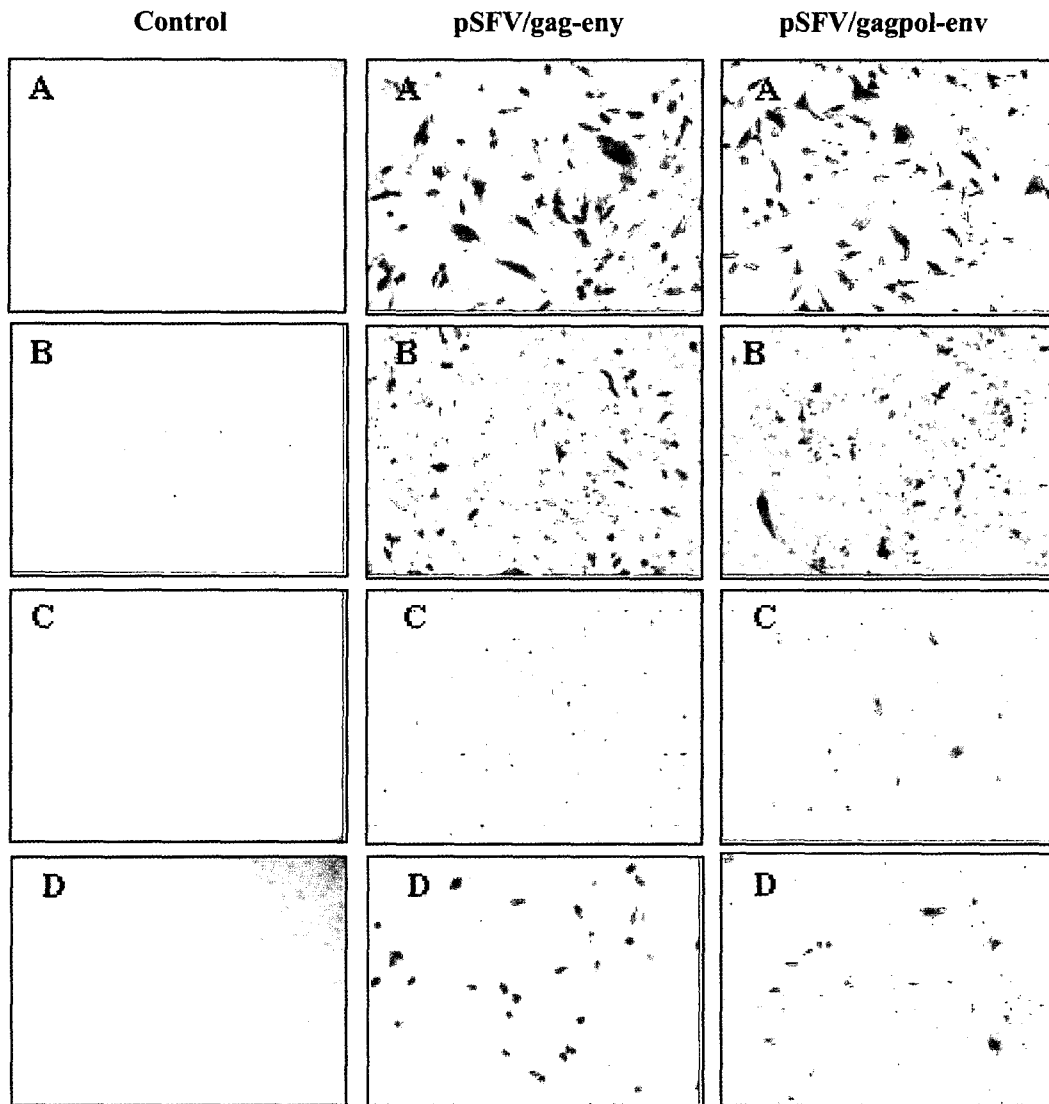 Control pSFV/gag-eny pSFV/gagpol-env
A A A
B B B
C C C
D D D